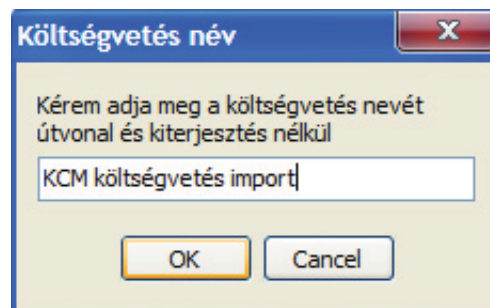 Költségvetés név
Kérem adja meg a költségvetés nevét
útvonal és kiterjesztés nélkül
KCM költségvetés import
OK
Cancel